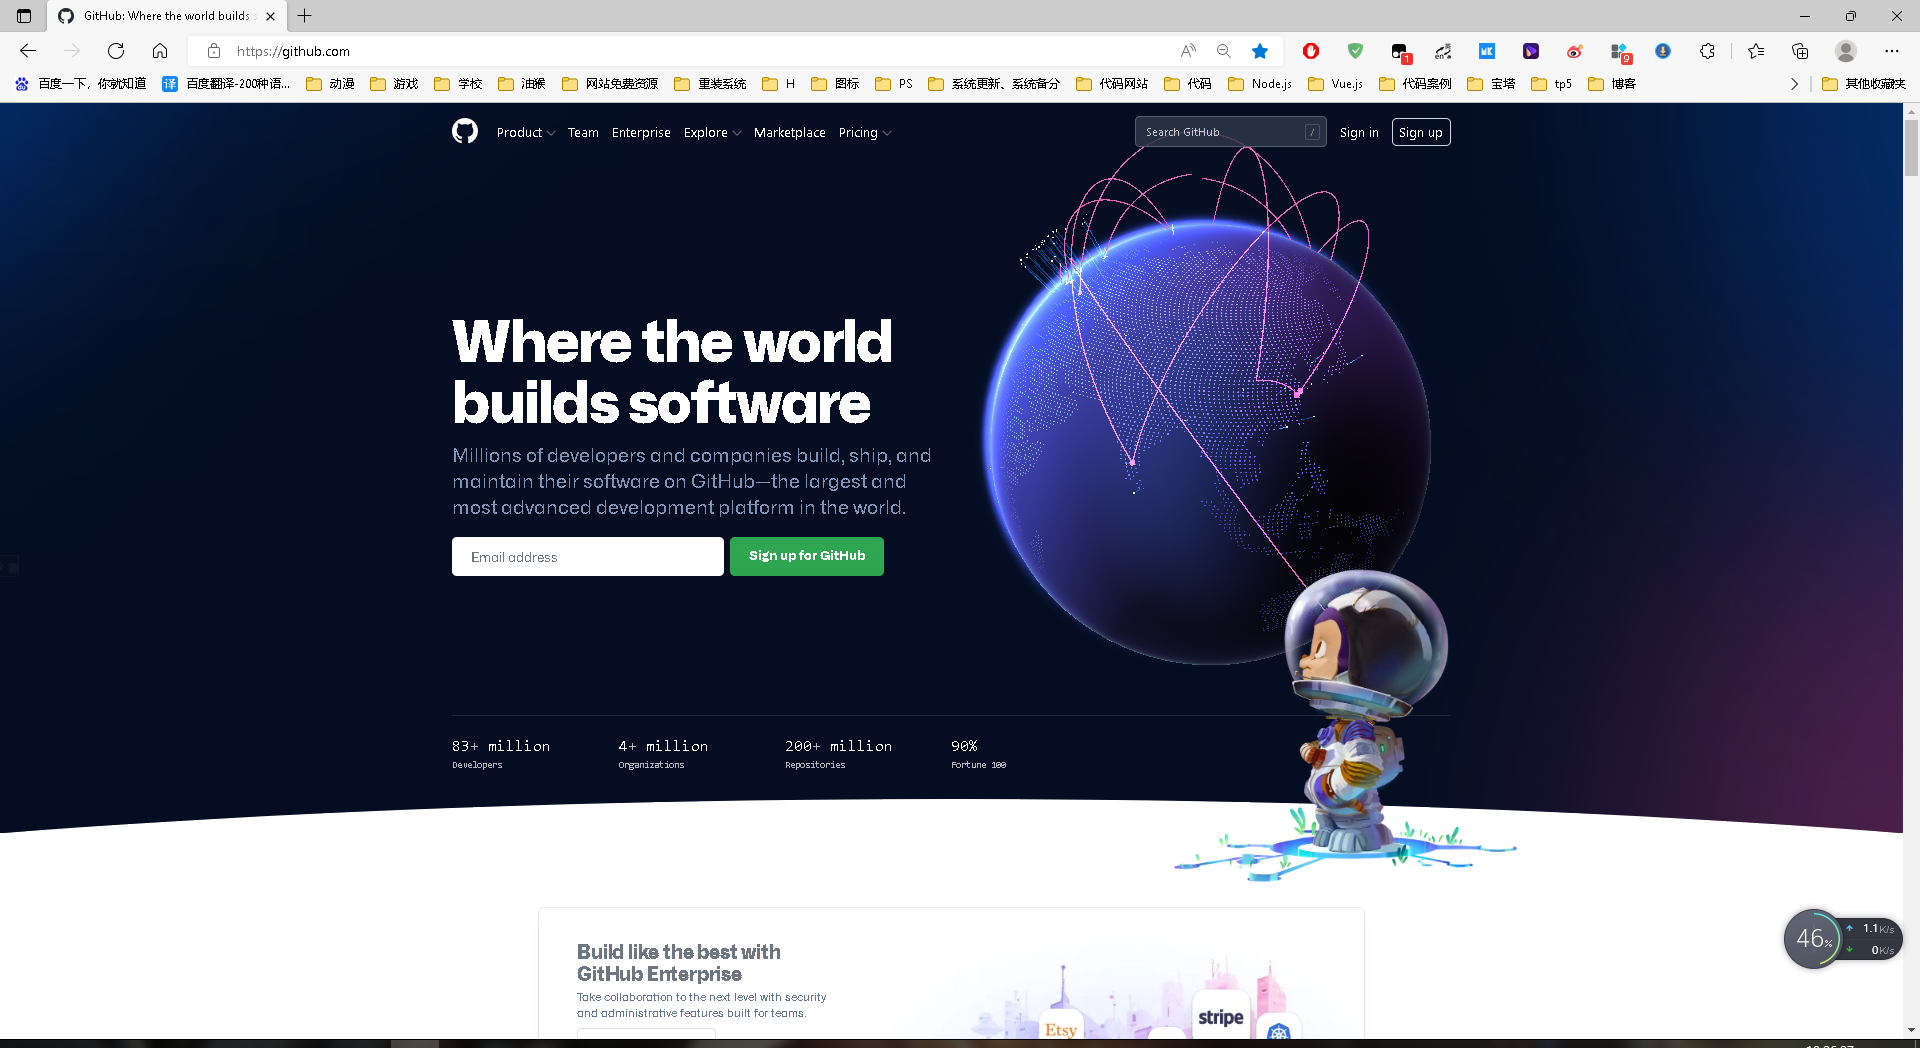 GitHub: Where the world builds s
https://github.com
1
9
百度一下，你就知道
百度翻译-200种语...
动漫
游戏
学校
油猴
网站免费资源
重装系统
H
图标
PS
系统更新、系统备分
代码网站
代码
Node.js
Vue.js
代码案例
宝塔
tp5
博客
其他收藏夹
Product
Team
Enterprise
Explore
Marketplace
Pricing
Search GitHub
/
Sign in
Sign up
Where the world
builds software
Millions of developers and companies build, ship, and
maintain their software on GitHub—the largest and
most advanced development platform in the world.
Email address
Sign up for GitHub
83+ million
Developers
4+ million
Organizations
200+ million
Repositories
90%
Fortune 100
Build like the best with
GitHub Enterprise
Take collaboration to the next level with security
and administrative features built for teams.
Etsy
stripe
46%
1.1K/s
0K/s